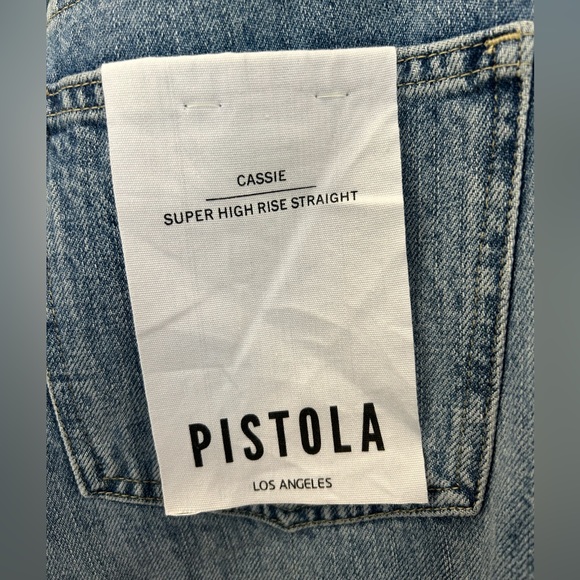 CASSIE
SUPER HIGH RISE STRAIGHT
PISTOLA
LOS ANGELES